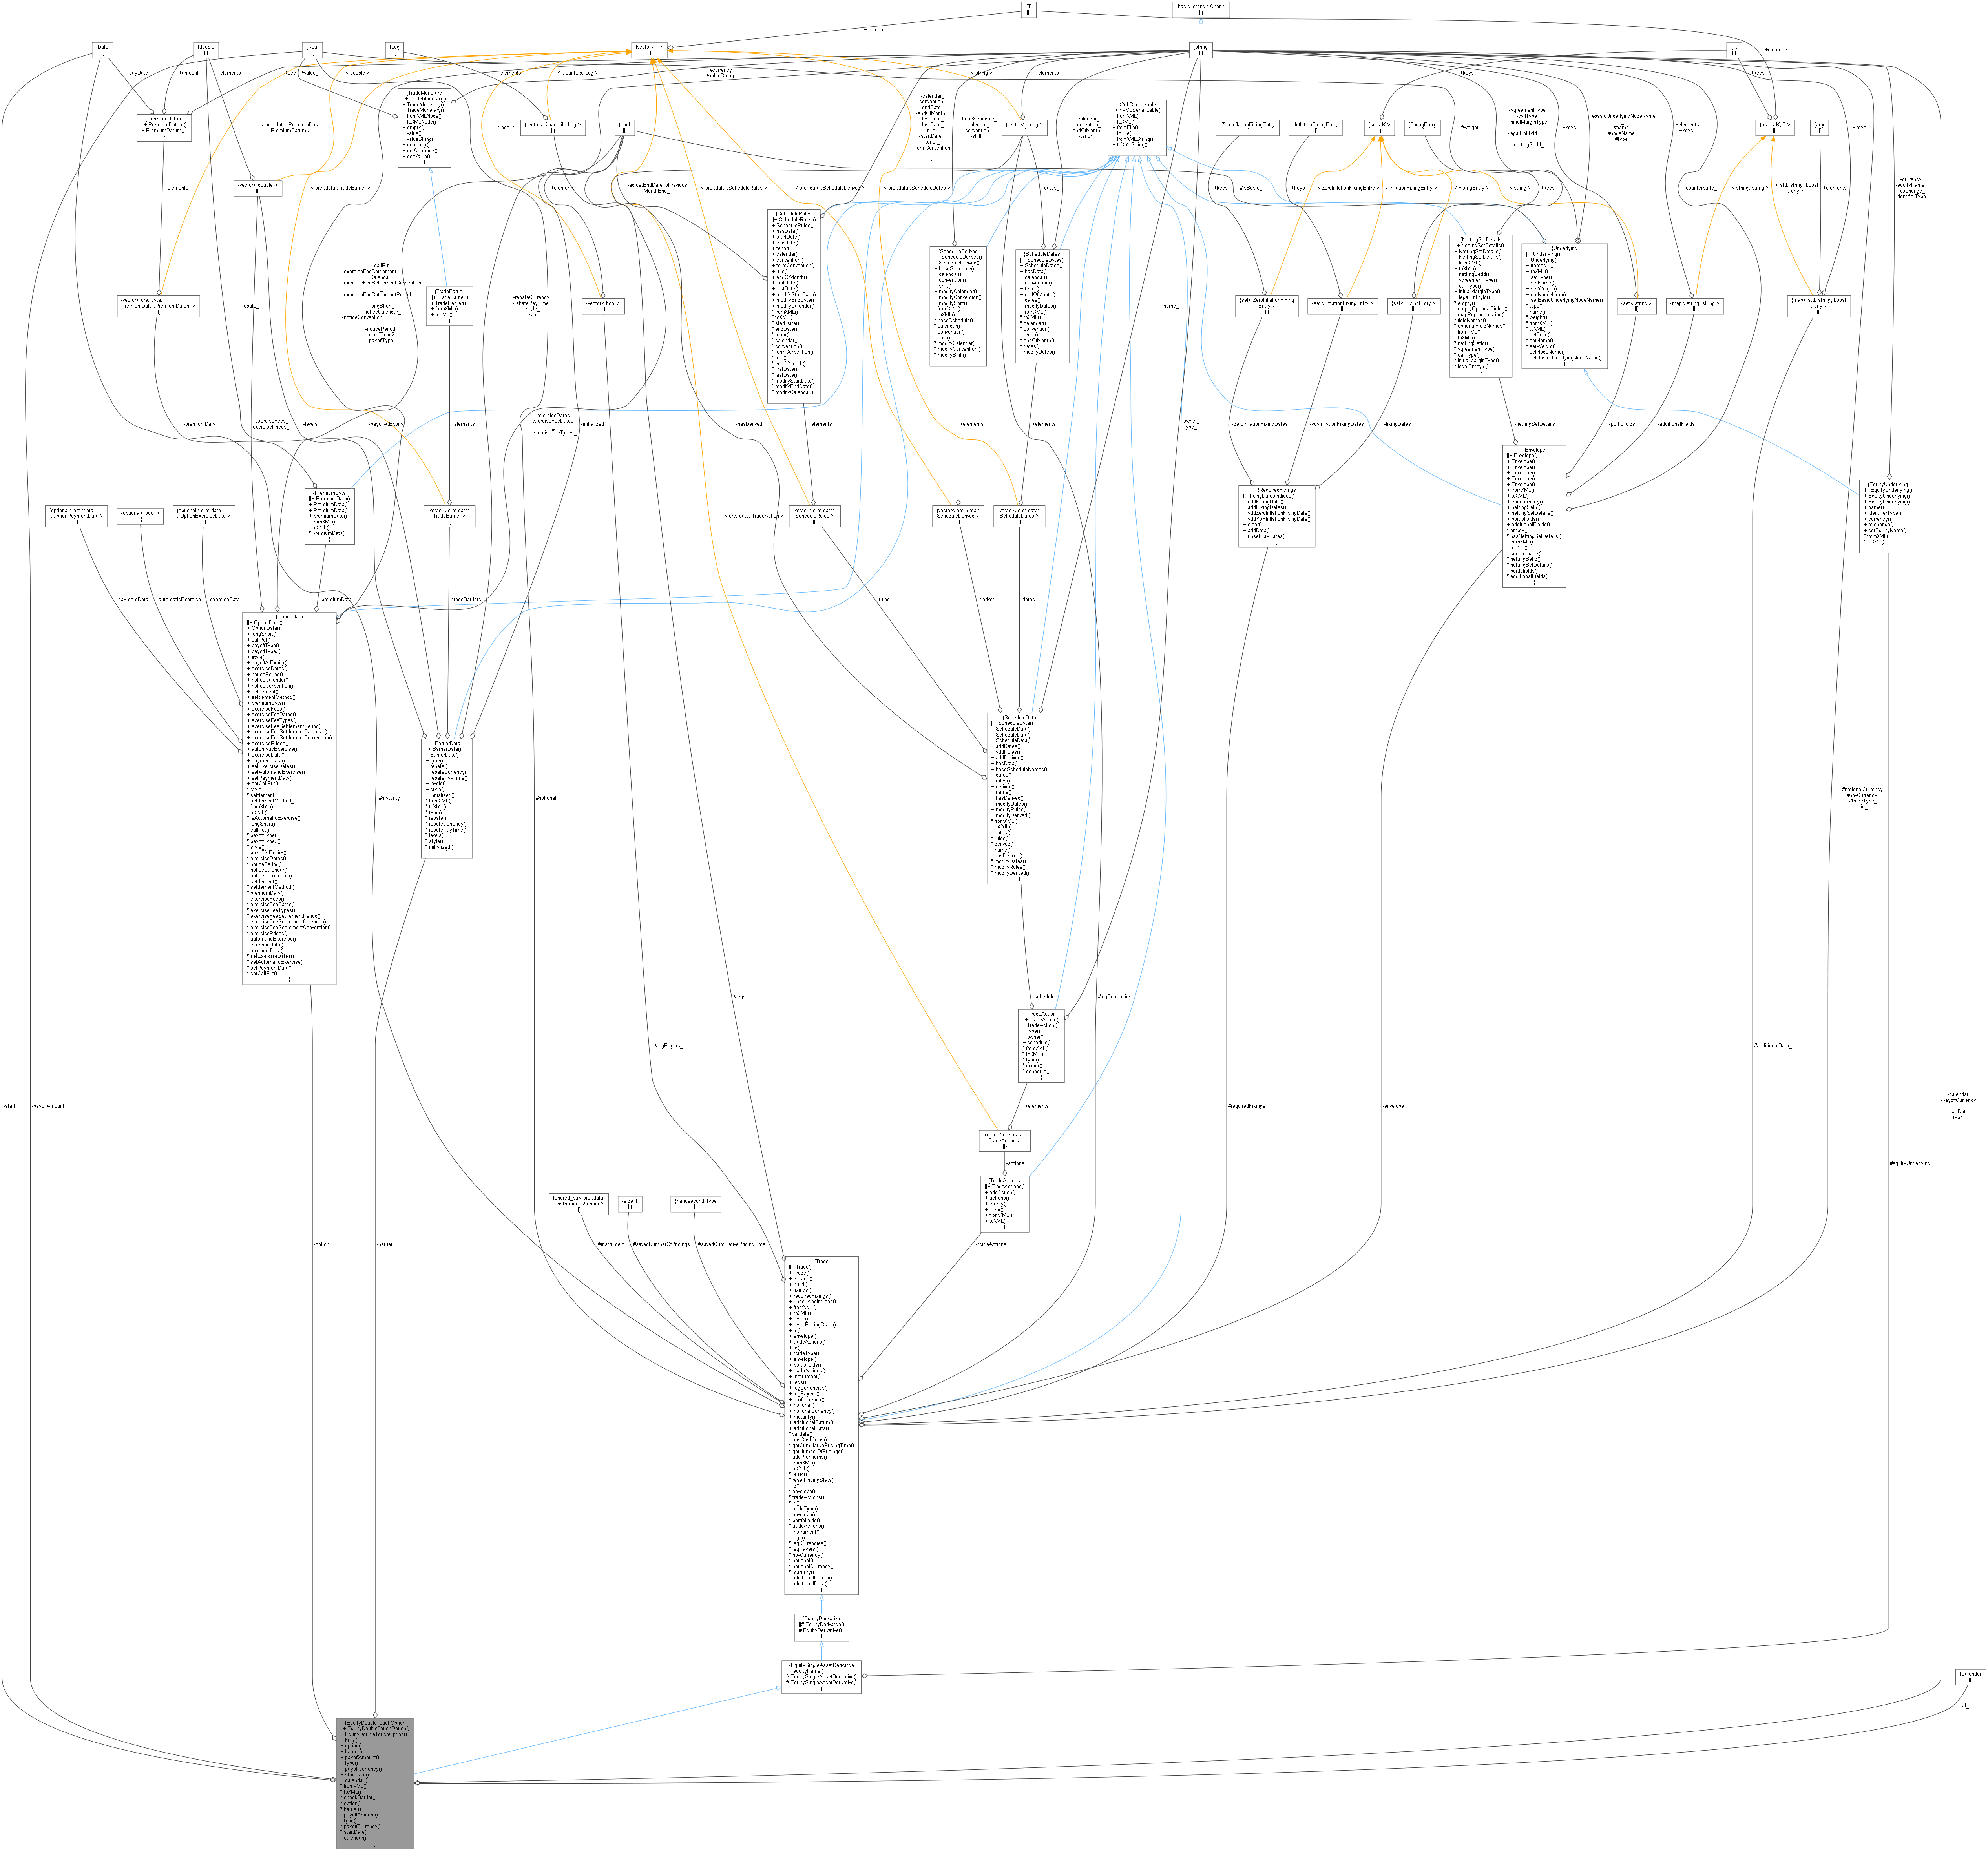 {T
||}
{basic_string< Char >
||}
+elements
{Date
||}
{double
||}
{Real
||}
{Leg
||}
{vector< T >
||}
{string
||}
{K
||}
+payDate
+amount
+elements
+ccy
#value_
< double >
+elements
< QuantLib::Leg >
#currency_
#valueString_
< string >
+elements
+keys
+elements
+keys
{TradeMonetary
||+ TradeMonetary()
+ TradeMonetary()
+ TradeMonetary()
+ fromXMLNode()
+ toXMLNode()
+ empty()
+ value()
+ valueString()
+ currency()
+ setCurrency()
+ setValue()
}
{PremiumDatum
||+ PremiumDatum()
+ PremiumDatum()
}
< ore::data::PremiumData
::PremiumDatum >
< bool >
{vector< QuantLib::Leg >
||}
{bool
||}
-calendar_
-convention_
-endDate_
-endOfMonth_
-firstDate_
-lastDate_
-rule_
-startDate_
-tenor_
-termConvention
_
...
-baseSchedule_
-calendar_
-convention_
-shift_
{vector< string >
||}
-calendar_
-convention_
-endOfMonth_
-tenor_
{XMLSerializable
||+ ~XMLSerializable()
+ fromXML()
+ toXML()
+ fromFile()
+ toFile()
+ fromXMLString()
+ toXMLString()
}
{ZeroInflationFixingEntry
||}
{InflationFixingEntry
||}
{set< K >
||}
{FixingEntry
||}
#weight_
-agreementType_
-callType_
-initialMarginType
_
-legalEntityId
_
-nettingSetId_
+keys
#basicUnderlyingNodeName
_
#name_
#nodeName_
#type_
+elements
+keys
{map< K, T >
||}
{any
||}
+keys
+elements
{vector< double >
||}
< ore::data::TradeBarrier >
+elements
-adjustEndDateToPrevious
MonthEnd_
< ore::data::ScheduleRules >
< ore::data::ScheduleDerived >
< ore::data::ScheduleDates >
-dates_
+keys
#isBasic_
+keys
< ZeroInflationFixingEntry >
< InflationFixingEntry >
< FixingEntry >
< string >
+keys
-counterparty_
< string, string >
< std::string, boost
::any >
+elements
-currency_
-equityName_
-exchange_
-identifierType_
{ScheduleRules
||+ ScheduleRules()
+ ScheduleRules()
+ hasData()
+ startDate()
+ endDate()
+ tenor()
+ calendar()
+ convention()
+ termConvention()
+ rule()
+ endOfMonth()
+ firstDate()
+ lastDate()
+ modifyStartDate()
+ modifyEndDate()
+ modifyCalendar()
* fromXML()
* toXML()
* startDate()
* endDate()
* tenor()
* calendar()
* convention()
* termConvention()
* rule()
* endOfMonth()
* firstDate()
* lastDate()
* modifyStartDate()
* modifyEndDate()
* modifyCalendar()
}
{ScheduleDerived
||+ ScheduleDerived()
+ ScheduleDerived()
+ baseSchedule()
+ calendar()
+ convention()
+ shift()
+ modifyCalendar()
+ modifyConvention()
+ modifyShift()
* fromXML()
* toXML()
* baseSchedule()
* calendar()
* convention()
* shift()
* modifyCalendar()
* modifyConvention()
* modifyShift()
}
{ScheduleDates
||+ ScheduleDates()
+ ScheduleDates()
+ hasData()
+ calendar()
+ convention()
+ tenor()
+ endOfMonth()
+ dates()
+ modifyDates()
* fromXML()
* toXML()
* calendar()
* convention()
* tenor()
* endOfMonth()
* dates()
* modifyDates()
}
{NettingSetDetails
||+ NettingSetDetails()
+ NettingSetDetails()
+ NettingSetDetails()
+ fromXML()
+ toXML()
+ nettingSetId()
+ agreementType()
+ callType()
+ initialMarginType()
+ legalEntityId()
* empty()
* emptyOptionalFields()
* mapRepresentation()
* fieldNames()
* optionalFieldNames()
* fromXML()
* toXML()
* nettingSetId()
* agreementType()
* callType()
* initialMarginType()
* legalEntityId()
}
{Underlying
||+ Underlying()
+ Underlying()
+ fromXML()
+ toXML()
+ setType()
+ setName()
+ setWeight()
+ setNodeName()
+ setBasicUnderlyingNodeName()
* type()
* name()
* weight()
* fromXML()
* toXML()
* setType()
* setName()
* setWeight()
* setNodeName()
* setBasicUnderlyingNodeName()
}
-callPut_
-exerciseFeeSettlement
Calendar_
-exerciseFeeSettlementConvention
_
-exerciseFeeSettlementPeriod
_
-longShort_
-noticeCalendar_
-noticeConvention
_
-noticePeriod_
-payoffType2_
-payoffType_
...
{vector< ore::data::
PremiumData::PremiumDatum >
||}
-rebate_
{TradeBarrier
||+ TradeBarrier()
+ TradeBarrier()
+ fromXML()
+ toXML()
}
-rebateCurrency_
-rebatePayTime_
-style_
-type_
{vector< bool >
||}
-name_
{set< ZeroInflationFixing
Entry >
||}
{set< InflationFixingEntry >
||}
{set< FixingEntry >
||}
{set< string >
||}
{map< string, string >
||}
{map< std::string, boost
::any >
||}
-premiumData_
-exerciseFees_
-exercisePrices_
-levels_
-payoffAtExpiry_
+elements
-exerciseDates_
-exerciseFeeDates
_
-exerciseFeeTypes_
-initialized_
-hasDerived_
+elements
+elements
+elements
-owner_
-type_
-zeroInflationFixingDates_
-yoyInflationFixingDates_
-fixingDates_
-nettingSetDetails_
-portfolioIds_
-additionalFields_
{Envelope
||+ Envelope()
+ Envelope()
+ Envelope()
+ Envelope()
+ Envelope()
+ Envelope()
+ fromXML()
+ toXML()
+ counterparty()
+ nettingSetId()
+ nettingSetDetails()
+ portfolioIds()
+ additionalFields()
* empty()
* hasNettingSetDetails()
* fromXML()
* toXML()
* counterparty()
* nettingSetId()
* nettingSetDetails()
* portfolioIds()
* additionalFields()
}
{EquityUnderlying
||+ EquityUnderlying()
+ EquityUnderlying()
+ EquityUnderlying()
+ name()
+ identifierType()
+ currency()
+ exchange()
+ setEquityName()
* fromXML()
* toXML()
}
{RequiredFixings
||+ fixingDatesIndices()
+ addFixingDate()
+ addFixingDates()
+ addZeroInflationFixingDate()
+ addYoYInflationFixingDate()
+ clear()
+ addData()
+ unsetPayDates()
}
{optional< ore::data
::OptionPaymentData >
||}
{optional< bool >
||}
{optional< ore::data
::OptionExerciseData >
||}
{PremiumData
||+ PremiumData()
+ PremiumData()
+ PremiumData()
+ premiumData()
* fromXML()
* toXML()
* premiumData()
}
{vector< ore::data::
TradeBarrier >
||}
< ore::data::TradeAction >
{vector< ore::data::
ScheduleRules >
||}
{vector< ore::data::
ScheduleDerived >
||}
{vector< ore::data::
ScheduleDates >
||}
-paymentData_
-automaticExercise_
-exerciseData_
-premiumData_
-tradeBarriers_
-rules_
-derived_
-dates_
{OptionData
||+ OptionData()
+ OptionData()
+ longShort()
+ callPut()
+ payoffType()
+ payoffType2()
+ style()
+ payoffAtExpiry()
+ exerciseDates()
+ noticePeriod()
+ noticeCalendar()
+ noticeConvention()
+ settlement()
+ settlementMethod()
+ premiumData()
+ exerciseFees()
+ exerciseFeeDates()
+ exerciseFeeTypes()
+ exerciseFeeSettlementPeriod()
+ exerciseFeeSettlementCalendar()
+ exerciseFeeSettlementConvention()
+ exercisePrices()
+ automaticExercise()
+ exerciseData()
+ paymentData()
+ setExerciseDates()
+ setAutomaticExercise()
+ setPaymentData()
+ setCallPut()
* style_
* settlement_
* settlementMethod_
* fromXML()
* toXML()
* isAutomaticExercise()
* longShort()
* callPut()
* payoffType()
* payoffType2()
* style()
* payoffAtExpiry()
* exerciseDates()
* noticePeriod()
* noticeCalendar()
* noticeConvention()
* settlement()
* settlementMethod()
* premiumData()
* exerciseFees()
* exerciseFeeDates()
* exerciseFeeTypes()
* exerciseFeeSettlementPeriod()
* exerciseFeeSettlementCalendar()
* exerciseFeeSettlementConvention()
* exercisePrices()
* automaticExercise()
* exerciseData()
* paymentData()
* setExerciseDates()
* setAutomaticExercise()
* setPaymentData()
* setCallPut()
}
{BarrierData
||+ BarrierData()
+ BarrierData()
+ type()
+ rebate()
+ rebateCurrency()
+ rebatePayTime()
+ levels()
+ style()
+ initialized()
* fromXML()
* toXML()
* type()
* rebate()
* rebateCurrency()
* rebatePayTime()
* levels()
* style()
* initialized()
}
{ScheduleData
||+ ScheduleData()
+ ScheduleData()
+ ScheduleData()
+ ScheduleData()
+ addDates()
+ addRules()
+ addDerived()
+ hasData()
+ baseScheduleNames()
+ dates()
+ rules()
+ derived()
+ name()
+ hasDerived()
+ modifyDates()
+ modifyRules()
+ modifyDerived()
* fromXML()
* toXML()
* dates()
* rules()
* derived()
* name()
* hasDerived()
* modifyDates()
* modifyRules()
* modifyDerived()
}
#maturity_
#notional_
#notionalCurrency_
#npvCurrency_
#tradeType_
-id_
#legs_
-schedule_
#legCurrencies_
{TradeAction
||+ TradeAction()
+ TradeAction()
+ type()
+ owner()
+ schedule()
* fromXML()
* toXML()
* type()
* owner()
* schedule()
}
#legPayers_
#additionalData_
-start_
-payoffAmount_
+elements
#requiredFixings_
-envelope_
-calendar_
-payoffCurrency
_
-startDate_
-type_
{vector< ore::data::
TradeAction >
||}
-actions_
#equityUnderlying_
{TradeActions
||+ TradeActions()
+ addAction()
+ actions()
+ empty()
+ clear()
+ fromXML()
+ toXML()
}
{shared_ptr< ore::data
::InstrumentWrapper >
||}
{size_t
||}
{nanosecond_type
||}
-option_
-barrier_
#instrument_
#savedNumberOfPricings_
#savedCumulativePricingTime_
-tradeActions_
{Trade
||+ Trade()
+ Trade()
+ ~Trade()
+ build()
+ fixings()
+ requiredFixings()
+ underlyingIndices()
+ fromXML()
+ toXML()
+ reset()
+ resetPricingStats()
+ id()
+ envelope()
+ tradeActions()
+ id()
+ tradeType()
+ envelope()
+ portfolioIds()
+ tradeActions()
+ instrument()
+ legs()
+ legCurrencies()
+ legPayers()
+ npvCurrency()
+ notional()
+ notionalCurrency()
+ maturity()
+ additionalDatum()
+ additionalData()
* validate()
* hasCashflows()
* getCumulativePricingTime()
* getNumberOfPricings()
* addPremiums()
* fromXML()
* toXML()
* reset()
* resetPricingStats()
* id()
* envelope()
* tradeActions()
* id()
* tradeType()
* envelope()
* portfolioIds()
* tradeActions()
* instrument()
* legs()
* legCurrencies()
* legPayers()
* npvCurrency()
* notional()
* notionalCurrency()
* maturity()
* additionalDatum()
* additionalData()
}
{EquityDerivative
||# EquityDerivative()
# EquityDerivative()
}
{EquitySingleAssetDerivative
||+ equityName()
# EquitySingleAssetDerivative()
# EquitySingleAssetDerivative()
}
{Calendar
||}
-cal_
{EquityDoubleTouchOption
||+ EquityDoubleTouchOption()
+ EquityDoubleTouchOption()
+ build()
+ option()
+ barrier()
+ payoffAmount()
+ type()
+ payoffCurrency()
+ startDate()
+ calendar()
* fromXML()
* toXML()
* checkBarrier()
* option()
* barrier()
* payoffAmount()
* type()
* payoffCurrency()
* startDate()
* calendar()
}